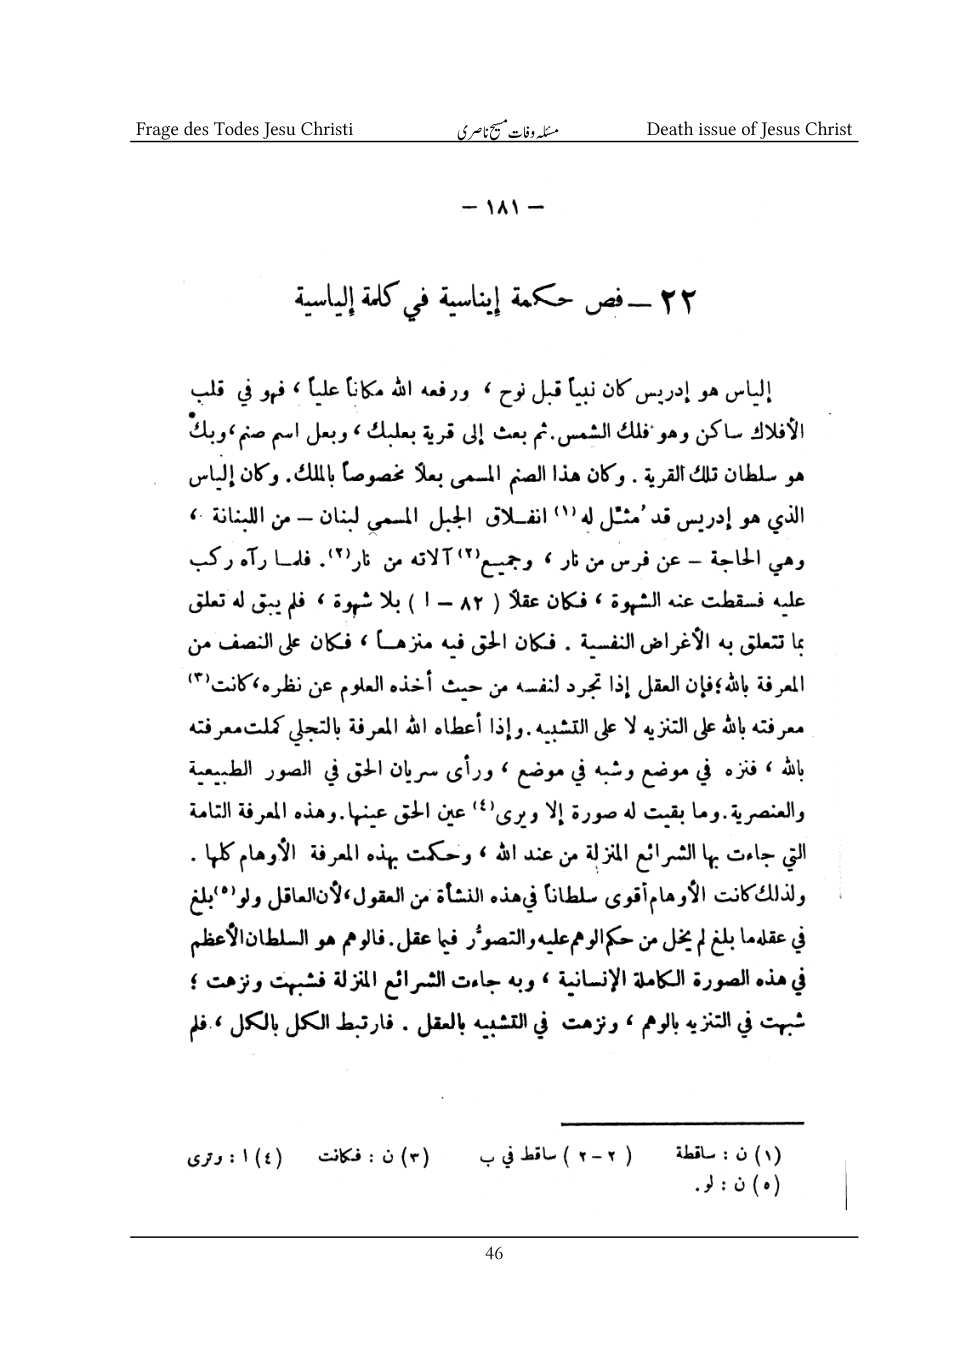 Frage des Todes Jesu Christi مسئلہ وفات مسیح ناصری Death issue of Jesus Christ
– ١٨١ –
٢٢ – فص حكمة إيناسية في كلمة إلياسية
إلياس هو إدريس كان نبياً قبل نوح ، ورفعه الله مكاناً علياً ، فهو في قلب
الأفلاك ساكن وهو فلك الشمس. ثم بعث إلى قرية بعلبك ، وبعل اسم صنم ، وبكُّ
هو سلطان تلك القرية . وكان هذا الصنم المسمى بعلاً مخصوصاً بالملك. وكان إلياس
الذي هو إدريس قد ُمثِّل له (١) انفلاق الجبل المسمى لبنان – من اللبنانة ،
وهي الحاجة – عن فرس من نار ، وجميع (٢) آلاته من نار (٢). فلما رآه ركب
عليه فسقطت عنه الشهوة ، فكان عقلاً ( ٨٢ – ا ) بلا شهوة ، فلم يبق له تعلق
بما تتعلق به الأغراض النفسية . فكان الحق فيه منزهاً ، فكان على النصف من
المعرفة بالله ؛ فإن العقل إذا تجرد لنفسه من حيث أخذه العلوم عن نظره ، كانت (٣)
معرفته بالله على التنزيه لا على التشبيه. وإذا أعطاه الله المعرفة بالتجلي كملت معرفته
بالله ، فنزه في موضع وشبه في موضع ، ورأى سريان الحق في الصور الطبيعية
والعنصرية. وما بقيت له صورة إلا ويرى (٤) عين الحق عينها. وهذه المعرفة التامة
التي جاءت بها الشرائع المنزلة من عند الله ، وحكمت بهذه المعرفة الأوهام كلها .
ولذلك كانت الأوهام أقوى سلطاناً في هذه النشأة من العقول ، لأن العاقل ولو (٥) بلغ
في عقله ما بلغ لم يخل من حكم الوهم عليه والتصوُّر فيما عقل. فالوهم هو السلطان الأعظم
في هذه الصورة الكاملة الإنسانية ، وبه جاءت الشرائع المنزلة فشبهت ونزهت ؛
شبهت في التنزيه بالوهم ، ونزهت في التشبيه بالعقل . فارتبط الكل بالكل ، فلم
(١) ن : ساقطة (٢ – ٢) ساقط في ب (٣) ن : فكانت (٤) ا : وترى
(٥) ن : لو.
46